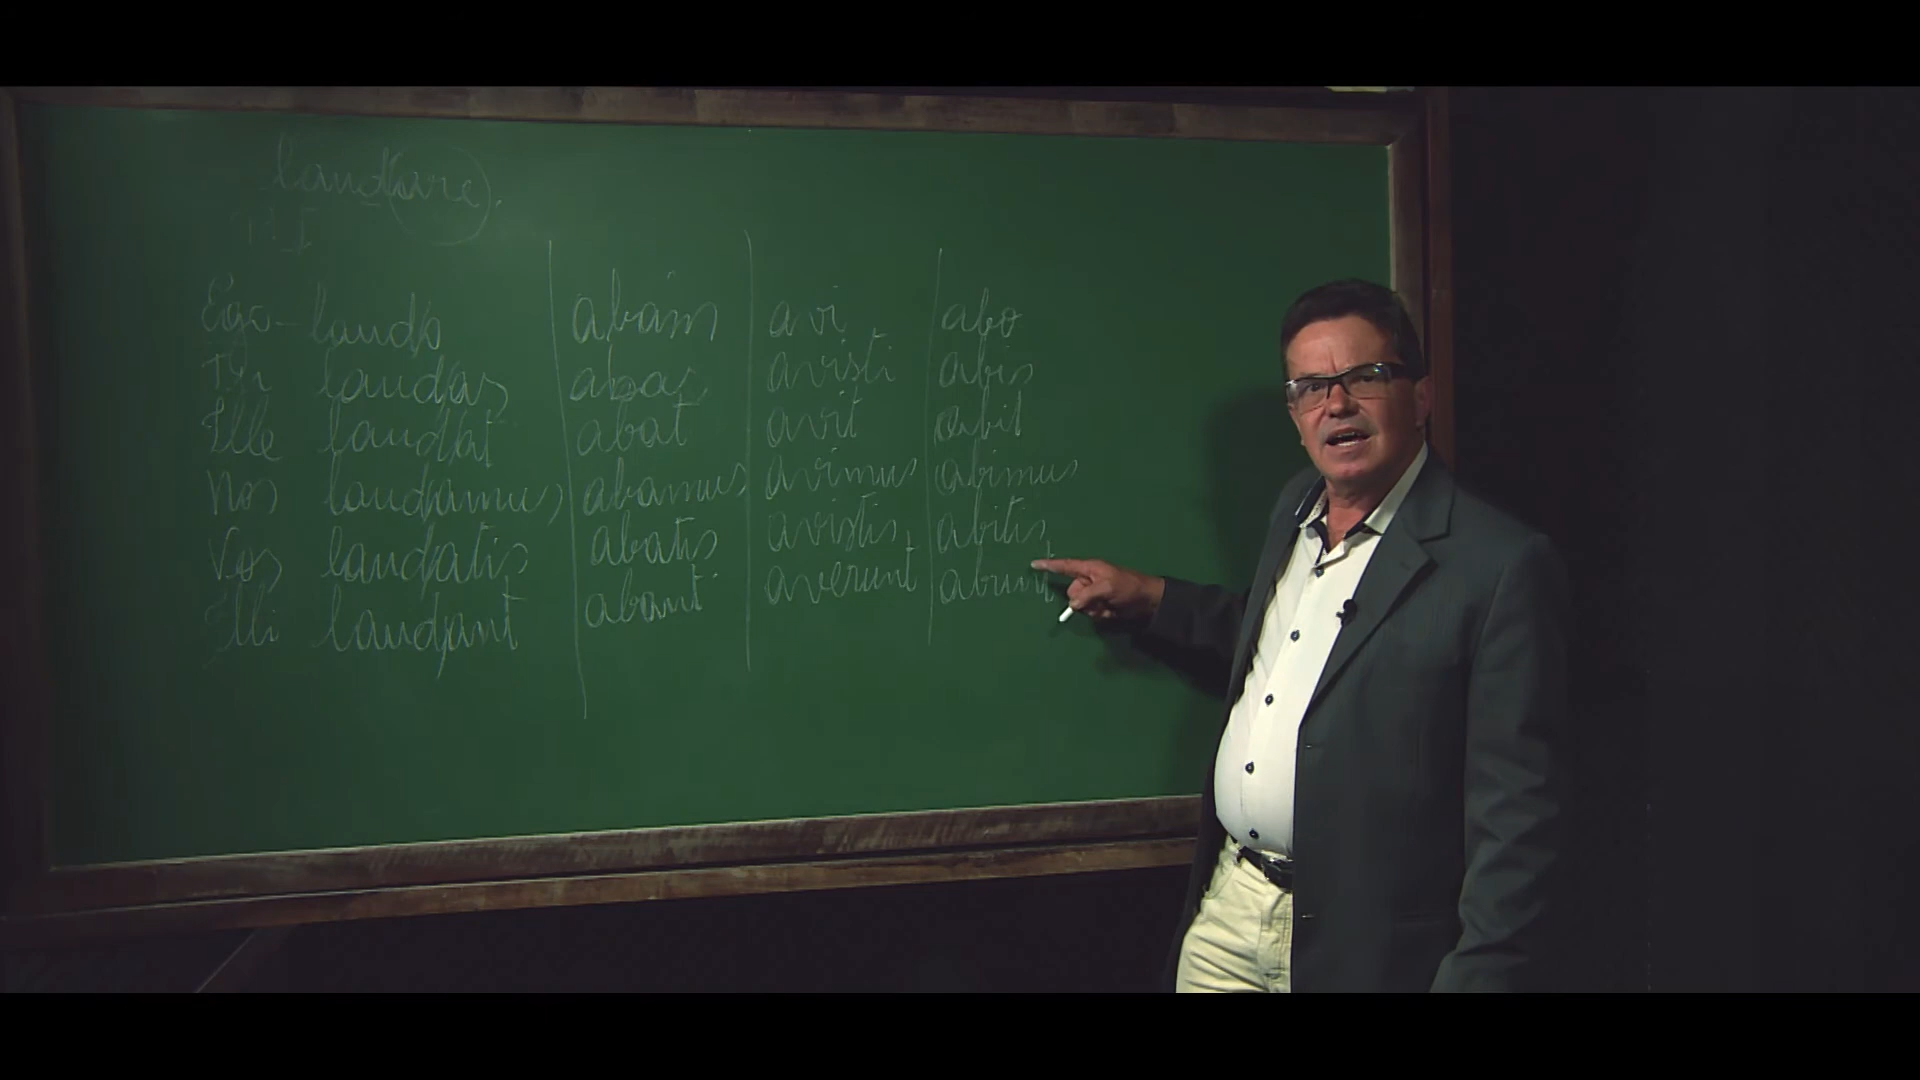 laudare.
Ego - laudo abam avi abo
Tu laudas abas avisti abis
Ille laudat abat avit abit
Nos laudamus abamus avimus abimus
Vos laudatis abatis avistis abitis
Illi laudant abant averunt abunt